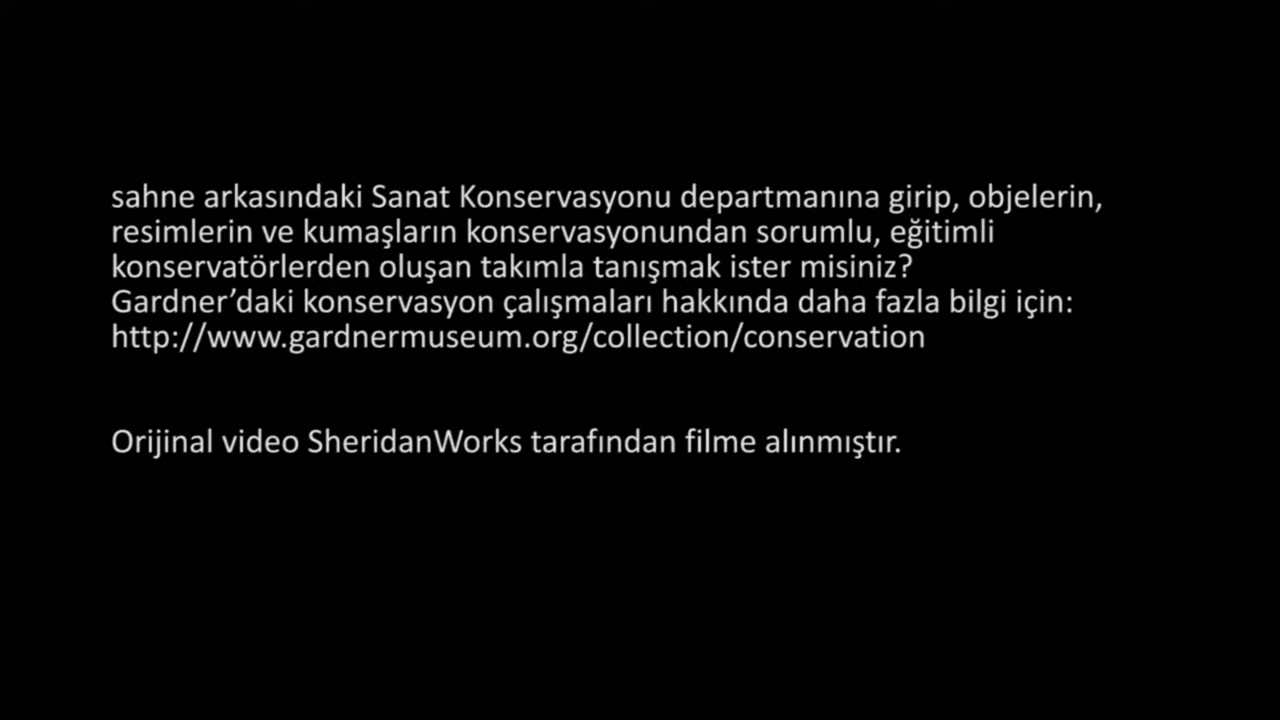 sahne arkasındaki Sanat Konservasyonu departmanına girip, objelerin,
resimlerin ve kumaşların konservasyonundan sorumlu, eğitimli
konservatörlerden oluşan takımla tanışmak ister misiniz?
Gardner’daki konservasyon çalışmaları hakkında daha fazla bilgi için:
http://www.gardnermuseum.org/collection/conservation
Orijinal video SheridanWorks tarafından filme alınmıştır.